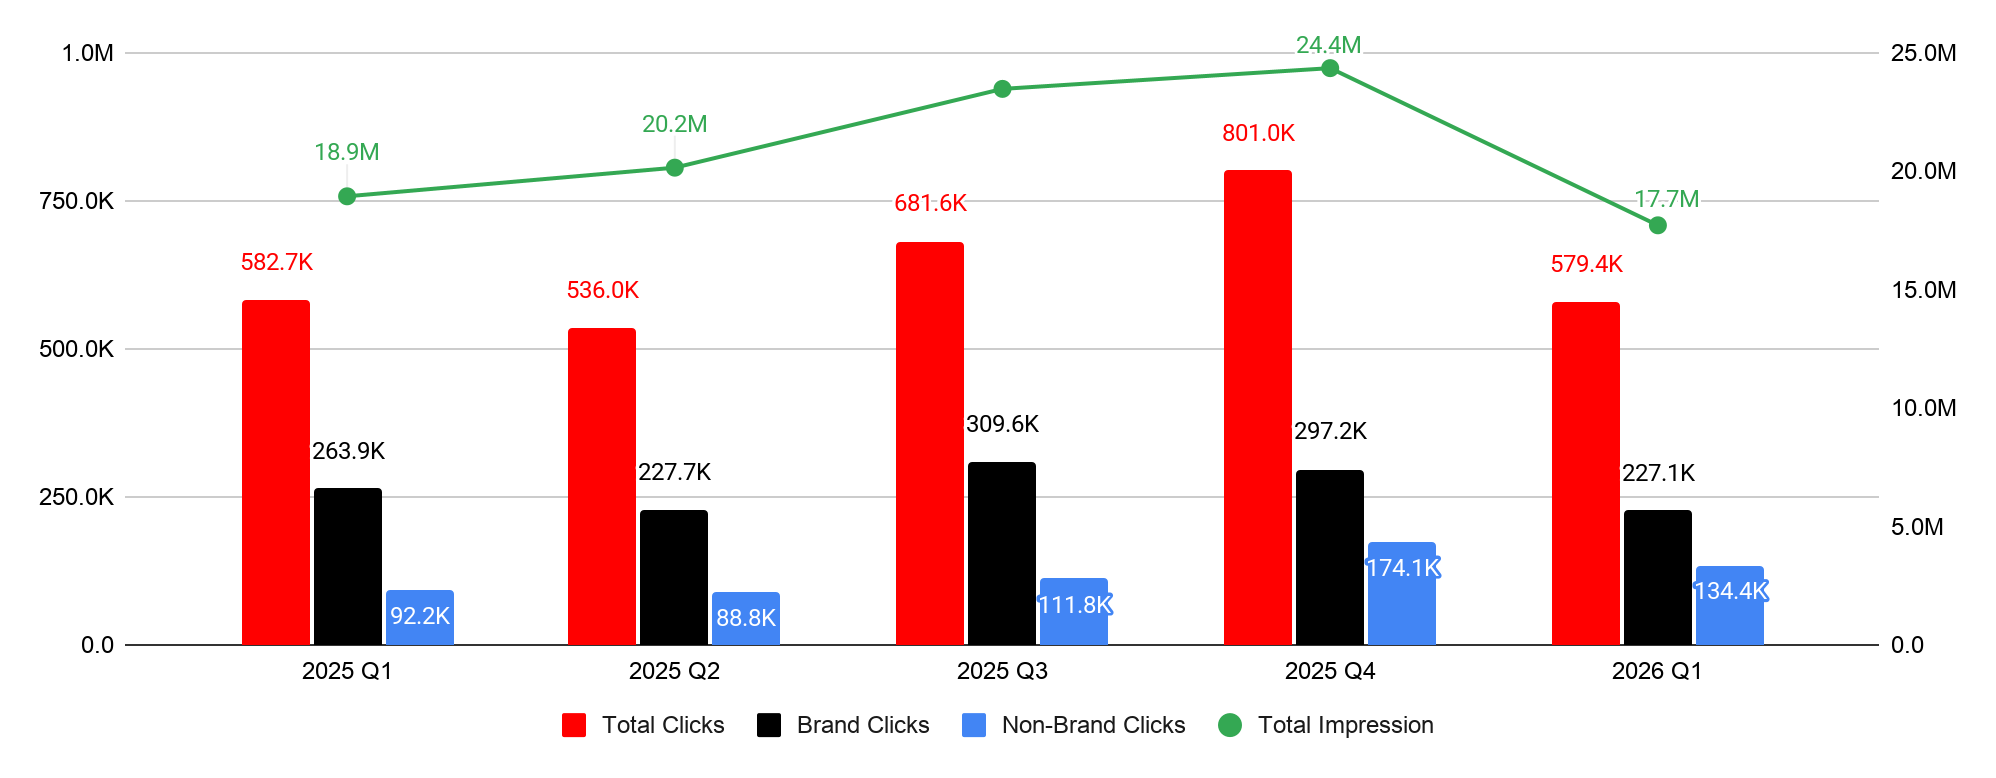 24.4M
1.0M
25.0M
20.2M
801.0K
18.9M
20.0M
750.0K
681.6K
17.7M
582.7K
536.0K
579.4K
15.0M
500.0K
309.6K
297.2K
10.0M
263.9K
227.7K
227.1K
250.0K
5.0M
174.1K
134.4K
92.2K
88.8K
111.8K
0.0
0.0
2025 Q1
2025 Q2
2025 Q3
2025 Q4
2026 Q1
Total Clicks
Brand Clicks
Non-Brand Clicks
Total Impression